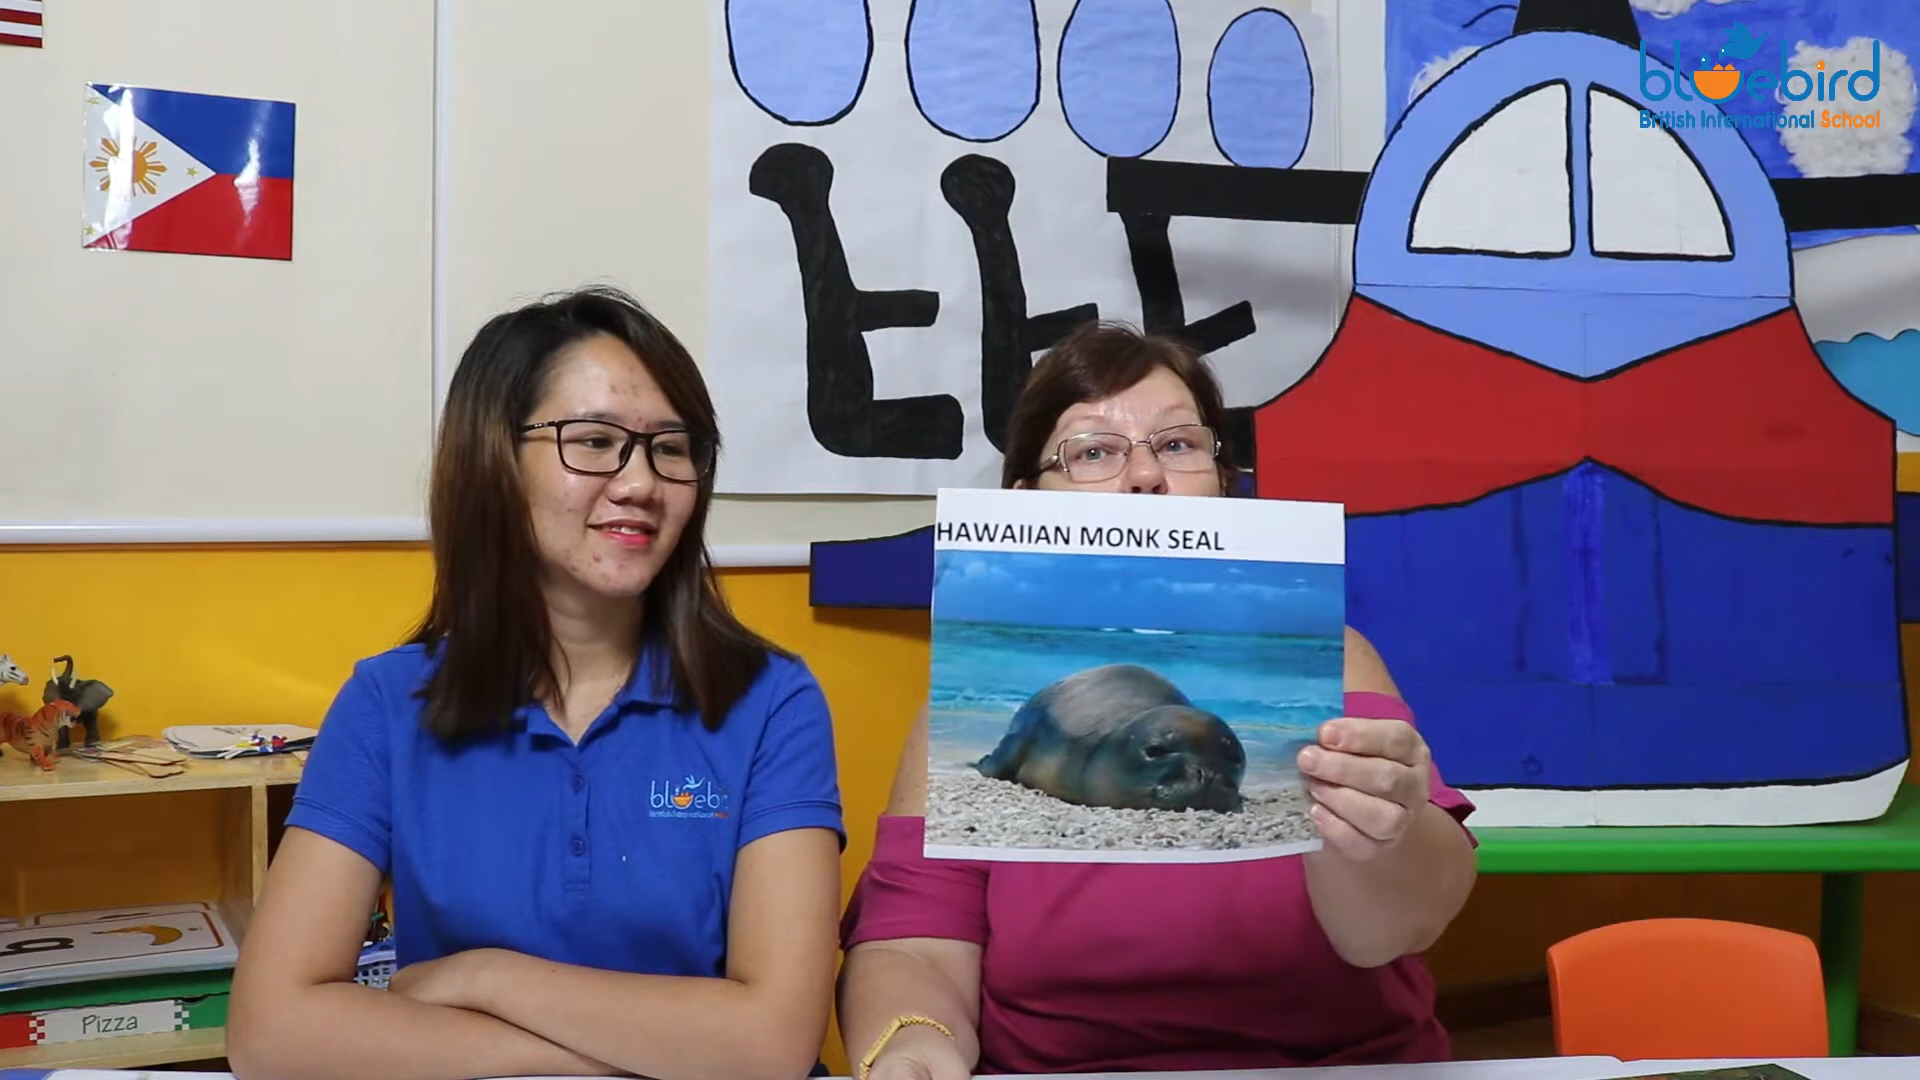 bluebird
British International School
HAWAIIAN MONK SEAL
a
Pizza